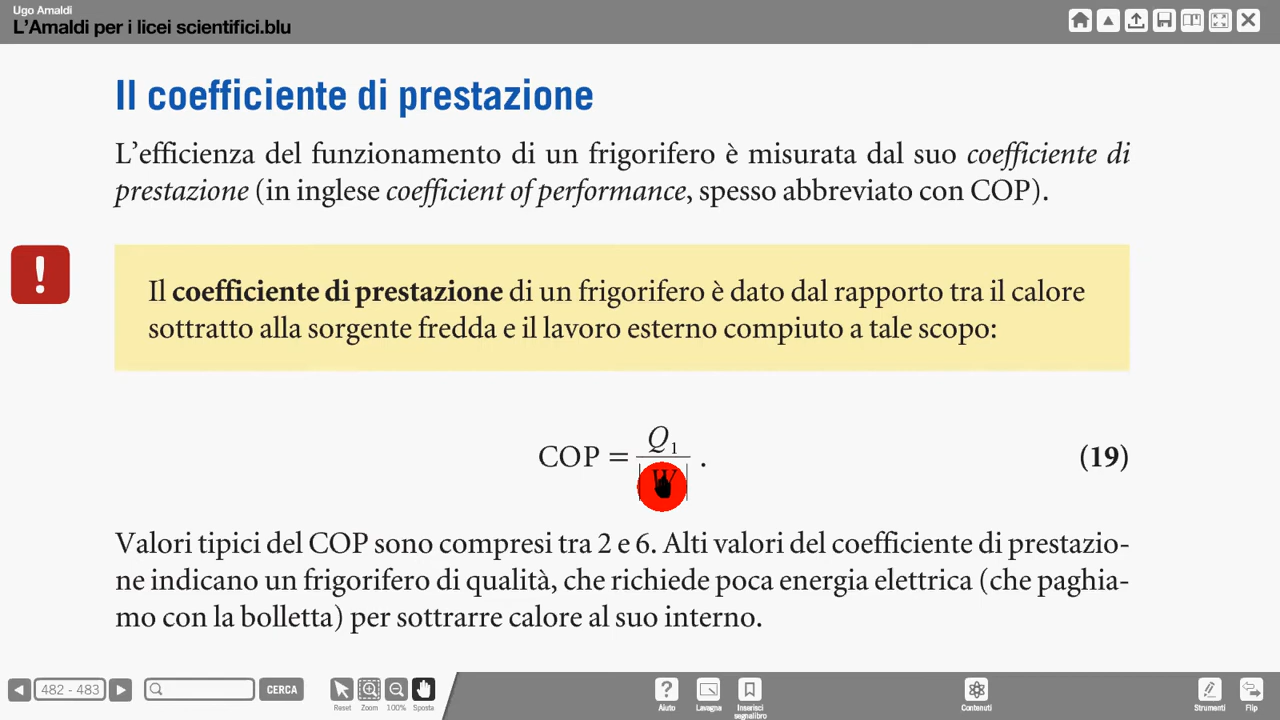 Ugo Amaldi
L'Amaldi per i licei scientifici.blu
Il coefficiente di prestazione
L'efficienza del funzionamento di un frigorifero è misurata dal suo coefficiente di
prestazione (in inglese coefficient of performance, spesso abbreviato con COP).
!
Il coefficiente di prestazione di un frigorifero è dato dal rapporto tra il calore
sottratto alla sorgente fredda e il lavoro esterno compiuto a tale scopo:
COP = Q₁ / |W| . (19)
Valori tipici del COP sono compresi tra 2 e 6. Alti valori del coefficiente di prestazio-
ne indicano un frigorifero di qualità, che richiede poca energia elettrica (che paghia-
mo con la bolletta) per sottrarre calore al suo interno.
482 - 483 CERCA
Reset Zoom 100% Sposta Aiuto Lavagna Inserisci segnalibro Contenuti Strumenti Flip